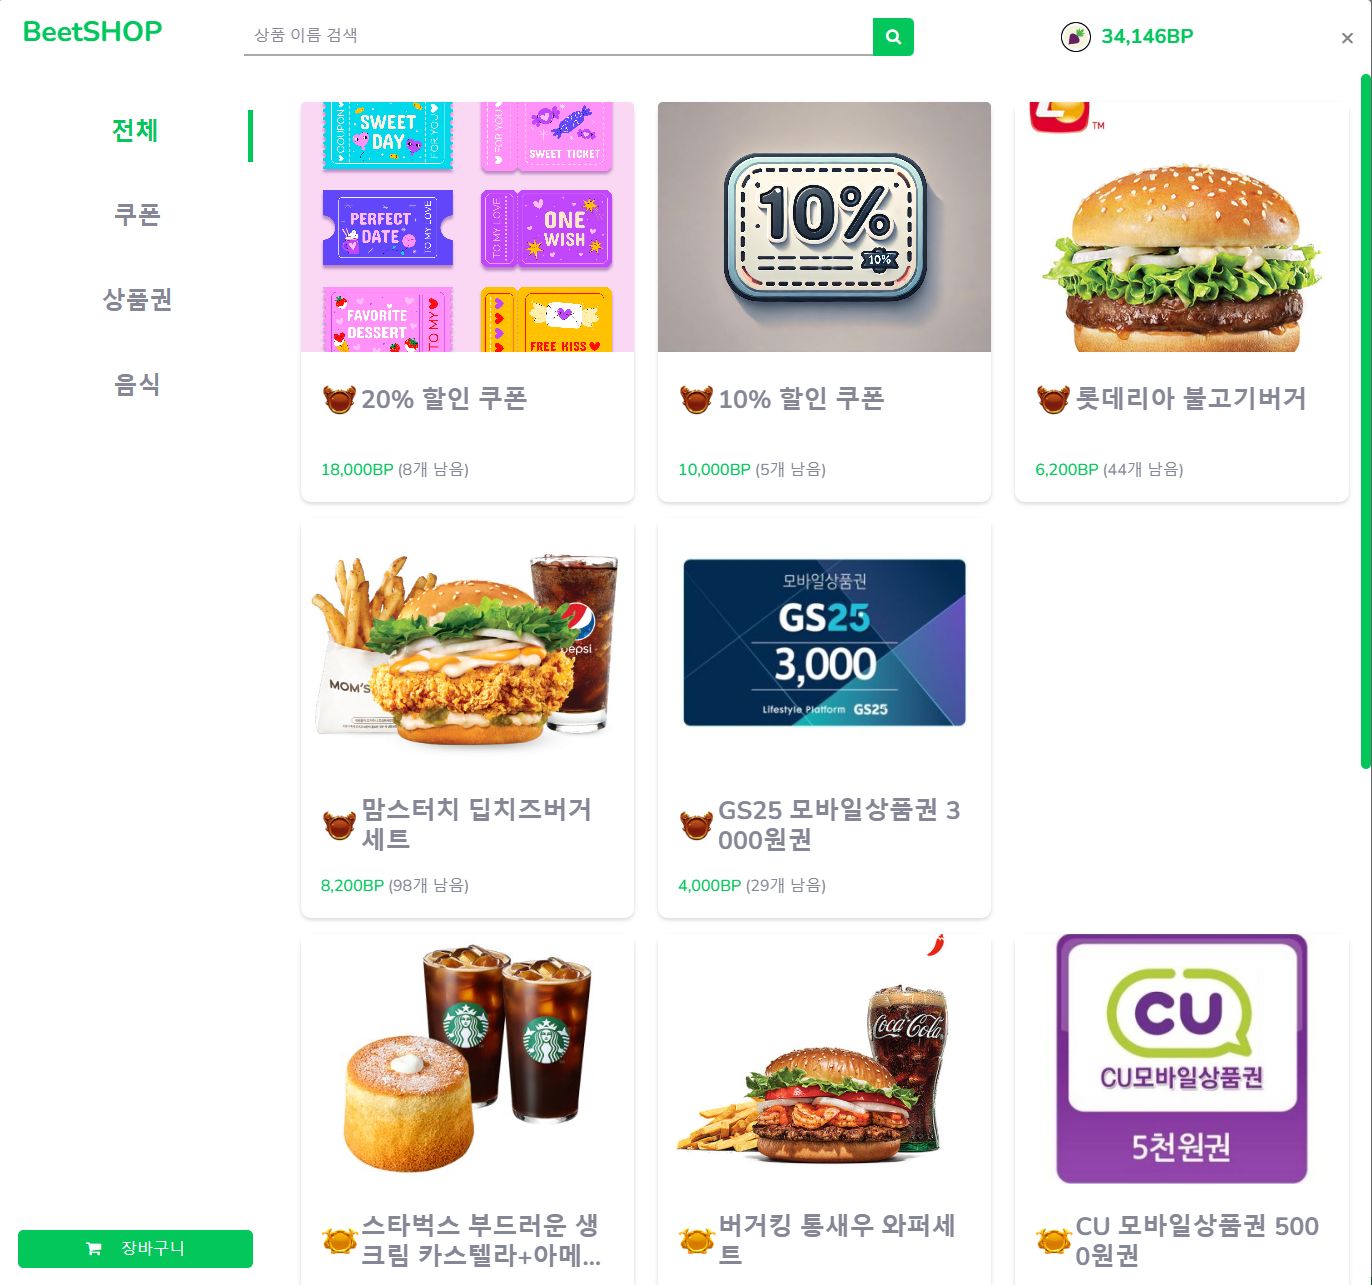 BeetSHOP
상품 이름 검색
34,146BP
×
전체
쿠폰
상품권
음식
COUPON
SWEET
DAY
FOR YOU
FOR YOU
SWEET TICKET
PERFECT
DATE
TO MY LOVE
TO MY LOVE
ONE
WISH
FAVORITE
DESSERT
TO MY
FREE KISS
10%
10%
TM
20% 할인 쿠폰
18,000BP (8개 남음)
10% 할인 쿠폰
10,000BP (5개 남음)
롯데리아 불고기버거
6,200BP (44개 남음)
MOM'S
pepsi
모바일상품권
GS25
3,000
Lifestyle Platform GS25
맘스터치 딥치즈버거
세트
8,200BP (98개 남음)
GS25 모바일상품권 3
000원권
4,000BP (29개 남음)
Coca-Cola
CU
CU모바일상품권
5천원권
스타벅스 부드러운 생
크림 카스텔라+아메...
버거킹 통새우 와퍼세
트
CU 모바일상품권 500
0원권
장바구니